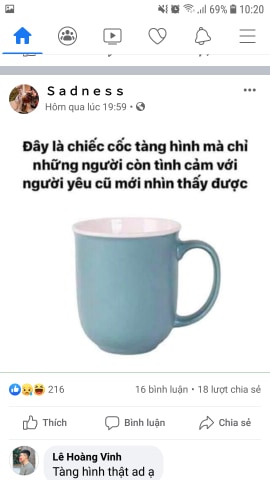 69% 10:20
S a d n e s s
Hôm qua lúc 19:59 •
Đây là chiếc cốc tàng hình mà chỉ
những người còn tình cảm với
người yêu cũ mới nhìn thấy được
216 16 bình luận • 18 lượt chia sẻ
Thích Bình luận Chia sẻ
Lê Hoàng Vinh
Tàng hình thật ad ạ